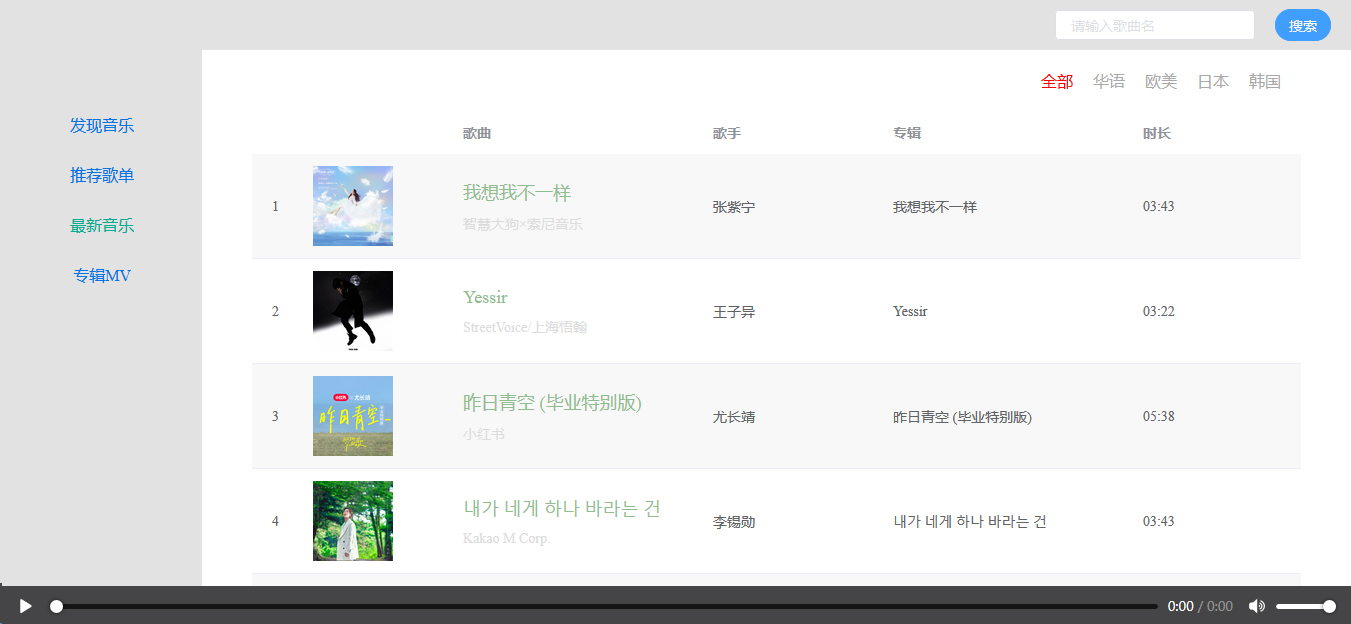 请输入歌曲名 搜索
全部 华语 欧美 日本 韩国
发现音乐
推荐歌单
最新音乐
专辑MV
歌曲 歌手 专辑 时长
1 我想我不一样 张紫宁 我想我不一样 03:43
智慧大狗×索尼音乐
2 Yessir 王子异 Yessir 03:22
StreetVoice/上海悟翰
小红书 ×尤长靖
昨日青空
3 昨日青空 (毕业特别版) 尤长靖 昨日青空 (毕业特别版) 05:38
小红书
4 내가 네게 하나 바라는 건 李锡勋 내가 네게 하나 바라는 건 03:43
Kakao M Corp.
0:00 / 0:00